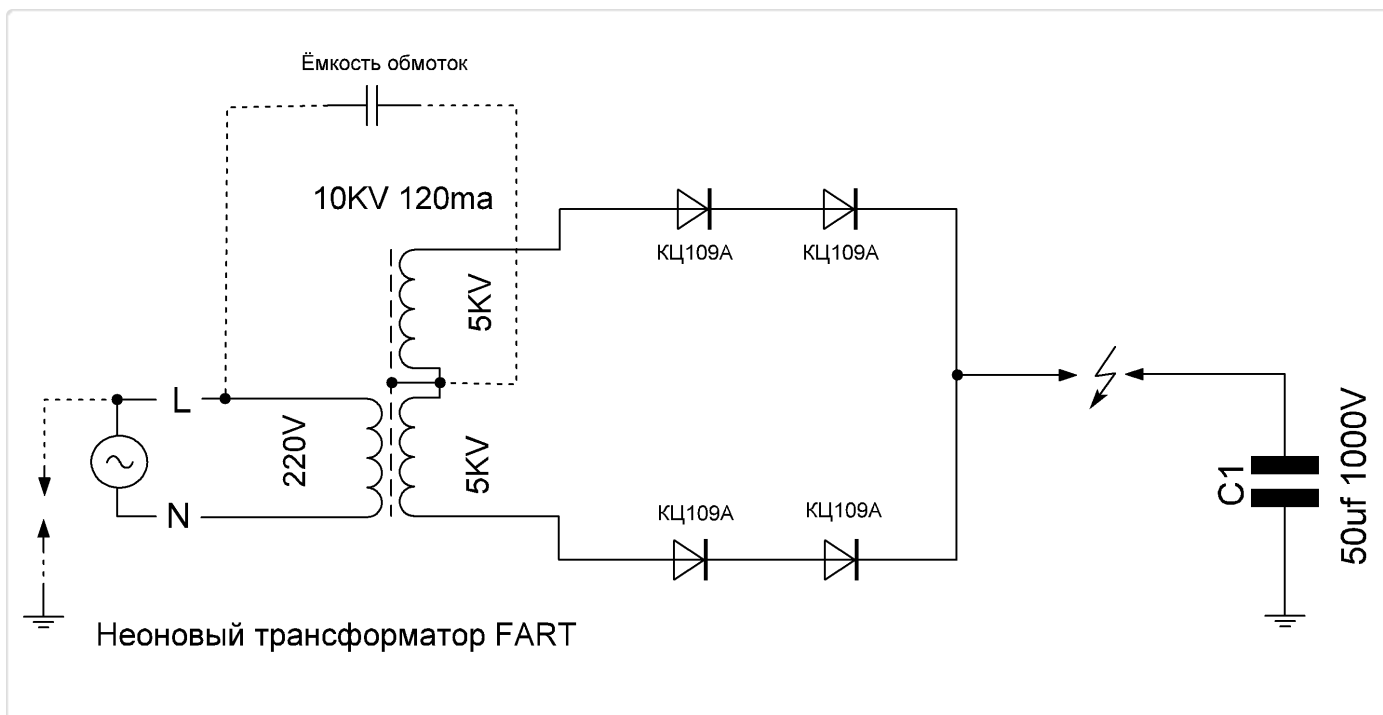 Ёмкость обмоток
10KV 120ma
КЦ109А
КЦ109А
5KV
L
220V
5KV
N
КЦ109А
КЦ109А
C1
50uf 1000V
Неоновый трансформатор FART